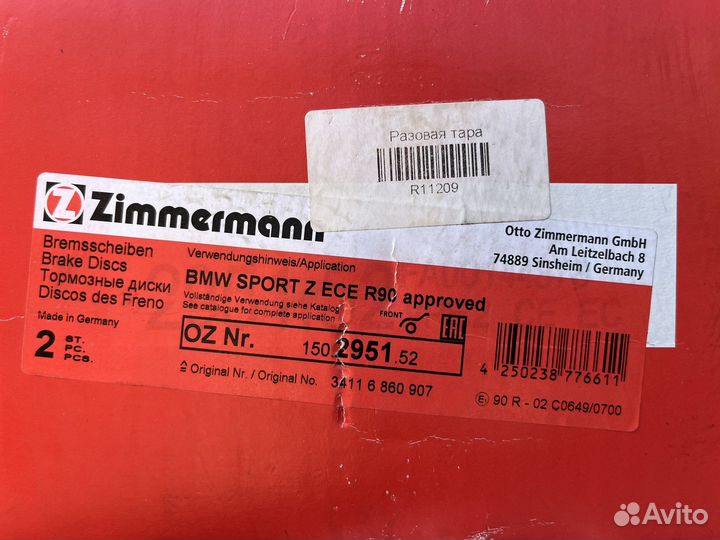 Разовая тара
R11209
Zimmermann
Otto Zimmermann GmbH
Am Leitzelbach 8
74889 Sinsheim / Germany
Bremsscheiben
Brake Discs
Тормозные диски
Discos des Freno
Made in Germany
2 ST.
PC.
PCS.
Verwendungshinweis/Application
BMW SPORT Z ECE R90 approved
Vollständige Verwendung siehe Katalog
See catalogue for complete application
FRONT
EAC
OZ Nr. 150.2951.52
Original Nr. / Original No. 3411 6 860 907
4 250238 776611
E1 90 R - 02 C0649/0700
Avito